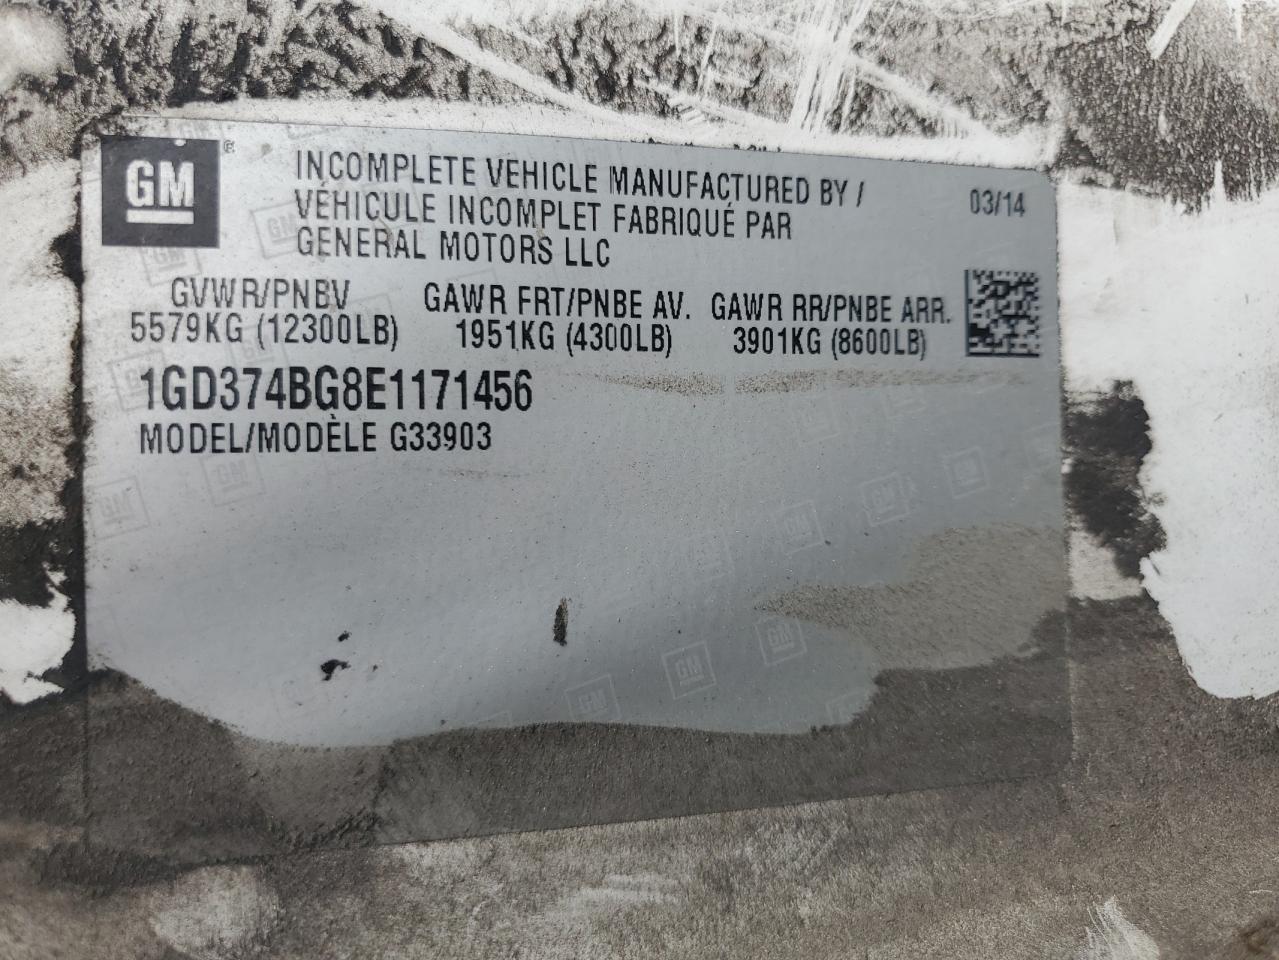 GM
INCOMPLETE VEHICLE MANUFACTURED BY /
VÉHICULE INCOMPLET FABRIQUÉ PAR
GENERAL MOTORS LLC
03/14
GVWR/PNBV GAWR FRT/PNBE AV. GAWR RR/PNBE ARR.
5579KG (12300LB) 1951KG (4300LB) 3901KG (8600LB)
1GD374BG8E1171456
MODEL/MODÈLE G33903